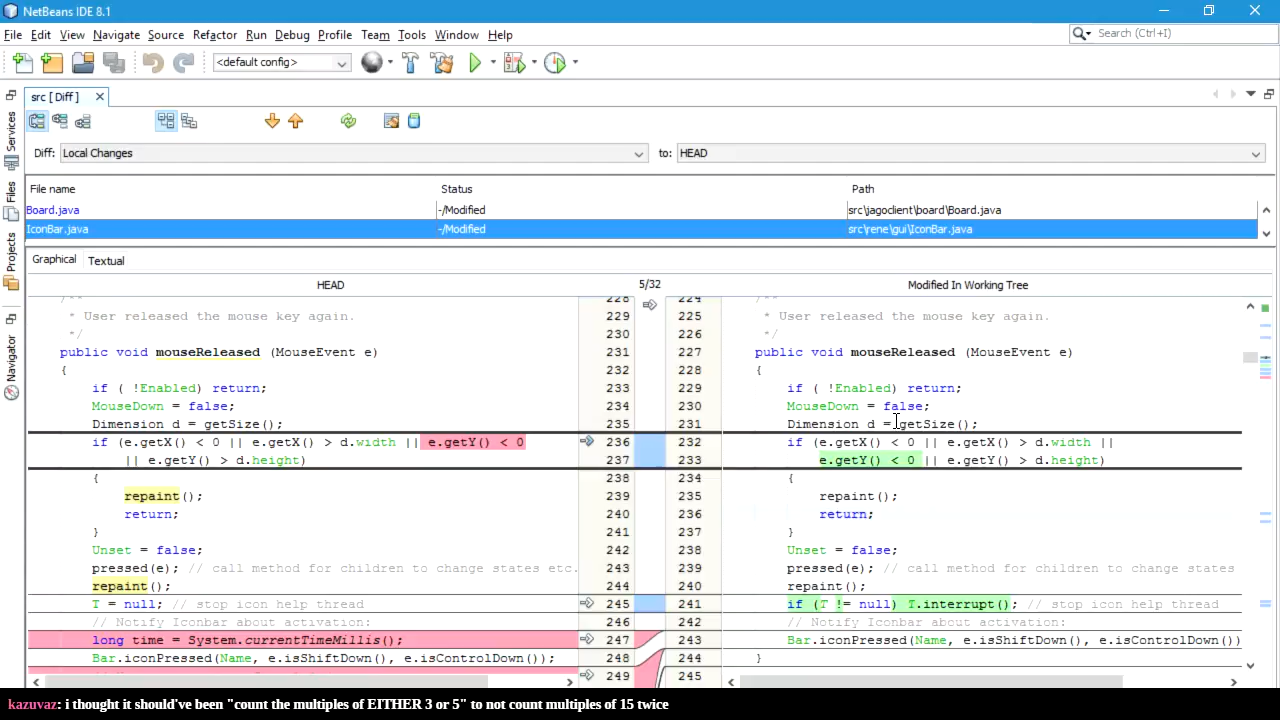 NetBeans IDE 8.1
File Edit View Navigate Source Refactor Run Debug Profile Team Tools Window Help
Search (Ctrl+I)
<default config>
src [ Diff ]
Services
Files
Projects
Navigator
Diff: Local Changes to: HEAD
File name Status Path
Board.java -/Modified src\jagoclient\board\Board.java
IconBar.java -/Modified src\rene\gui\IconBar.java
Graphical Textual
HEAD 5/32 Modified In Working Tree
/** 228 224 /**
* User released the mouse key again. 229 225 * User released the mouse key again.
*/ 230 226 */
public void mouseReleased (MouseEvent e) 231 227 public void mouseReleased (MouseEvent e)
{ 232 228 {
if ( !Enabled) return; 233 229 if ( !Enabled) return;
MouseDown = false; 234 230 MouseDown = false;
Dimension d = getSize(); 235 231 Dimension d = getSize();
if (e.getX() < 0 || e.getX() > d.width || e.getY() < 0 236 232 if (e.getX() < 0 || e.getX() > d.width ||
|| e.getY() > d.height) 237 233 e.getY() < 0 || e.getY() > d.height)
{ 238 234 {
repaint(); 239 235 repaint();
return; 240 236 return;
} 241 237 }
Unset = false; 242 238 Unset = false;
pressed(e); // call method for children to change states etc. 243 239 pressed(e); // call method for children to change states
repaint(); 244 240 repaint();
T = null; // stop icon help thread 245 241 if (T != null) T.interrupt(); // stop icon help thread
// Notify Iconbar about activation: 246 242 // Notify Iconbar about activation:
long time = System.currentTimeMillis(); 247 243 Bar.iconPressed(Name, e.isShiftDown(), e.isControlDown())
Bar.iconPressed(Name, e.isShiftDown(), e.isControlDown()); 248 244 }
249 245
kazuvaz: i thought it should've been "count the multiples of EITHER 3 or 5" to not count multiples of 15 twice